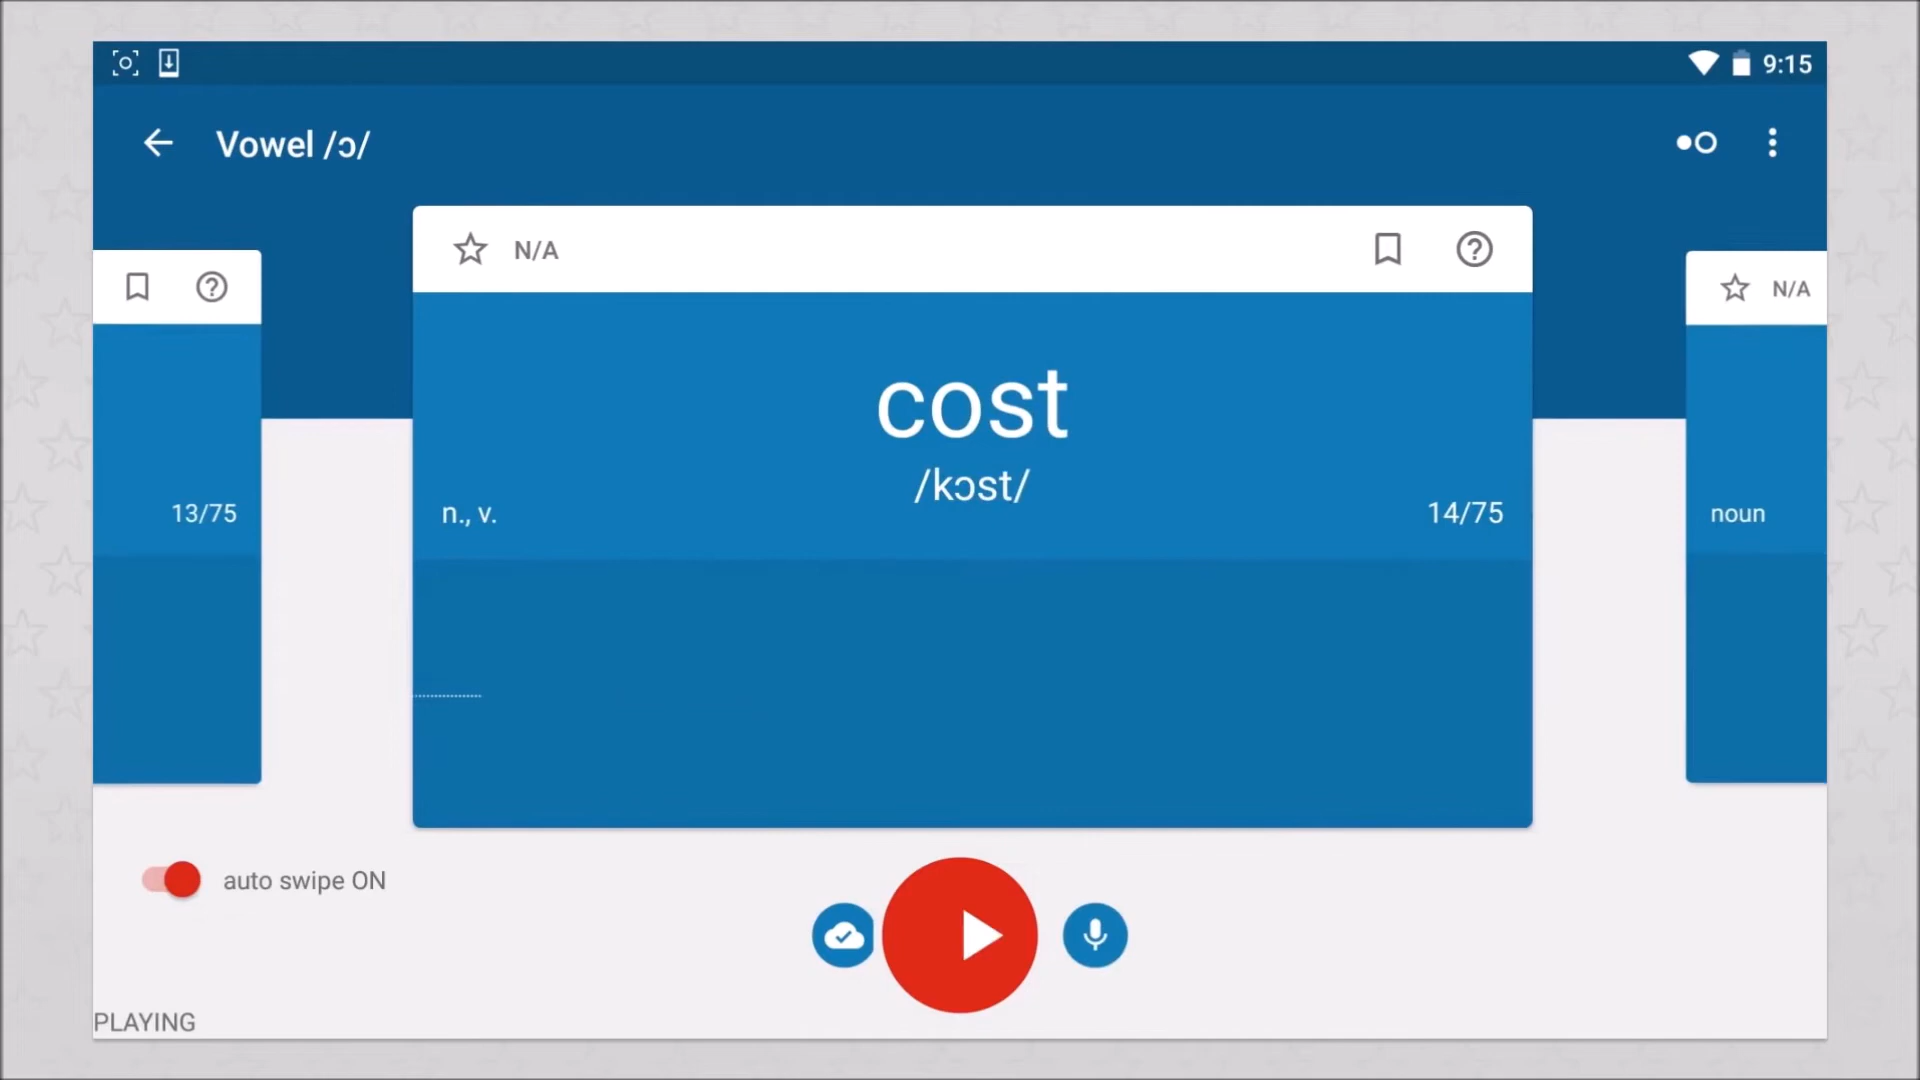 9:15
Vowel /ɔ/
N/A
N/A
cost
/kɔst/
13/75
n., v.
14/75
noun
auto swipe ON
PLAYING